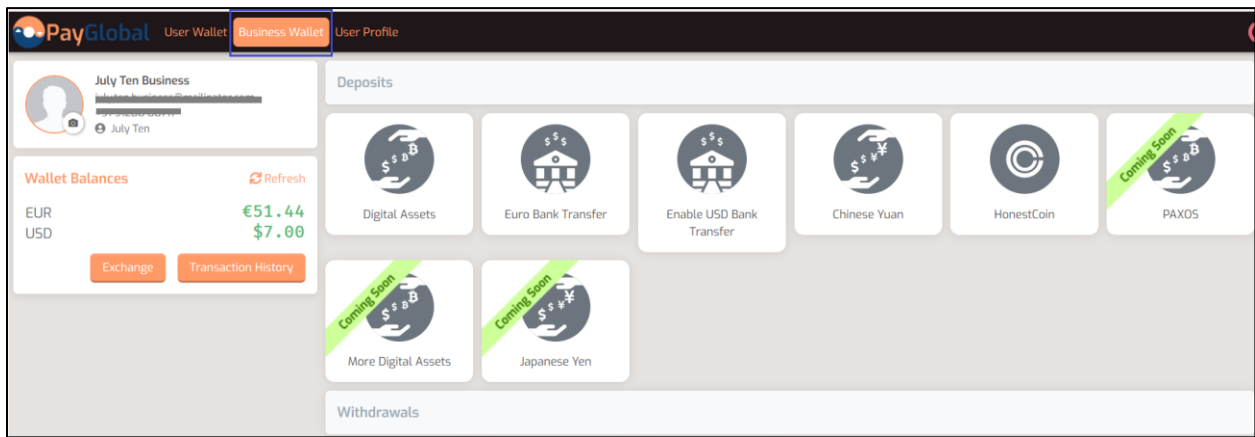 PayGlobal User Wallet Business Wallet User Profile
July Ten Business
July Ten
Wallet Balances Refresh
EUR €51.44
USD $7.00
Exchange Transaction History
Deposits
Digital Assets
Euro Bank Transfer
Enable USD Bank
Transfer
Chinese Yuan
HonestCoin
Coming Soon
PAXOS
Coming Soon
More Digital Assets
Coming Soon
Japanese Yen
Withdrawals